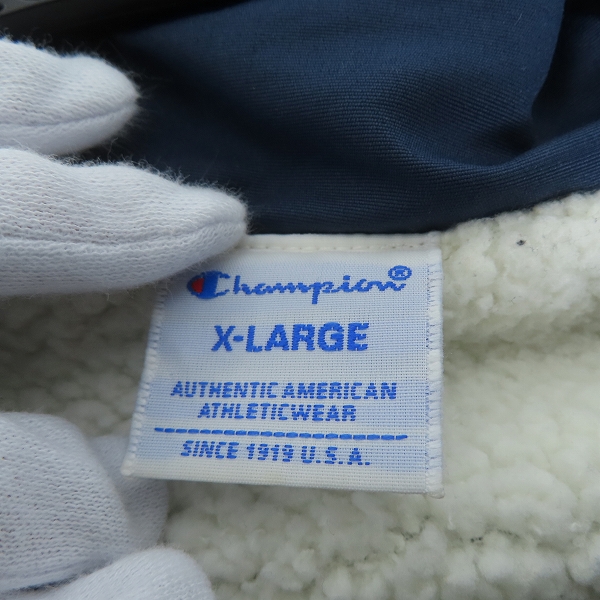 Champion®
X-LARGE
AUTHENTIC AMERICAN
ATHLETICWEAR
SINCE 1919 U.S.A.